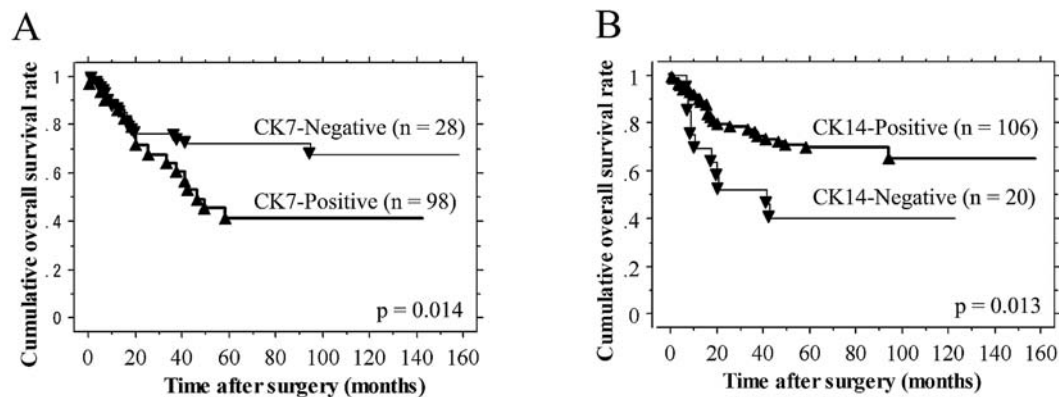 A
Cumulative overall survival rate
1
.8
.6
.4
.2
0
CK7-Negative (n = 28)
CK7-Positive (n = 98)
p = 0.014
0 20 40 60 80 100 120 140 160
Time after surgery (months)
B
Cumulative overall survival rate
1
.8
.6
.4
.2
0
CK14-Positive (n = 106)
CK14-Negative (n = 20)
p = 0.013
0 20 40 60 80 100 120 140 160
Time after surgery (months)